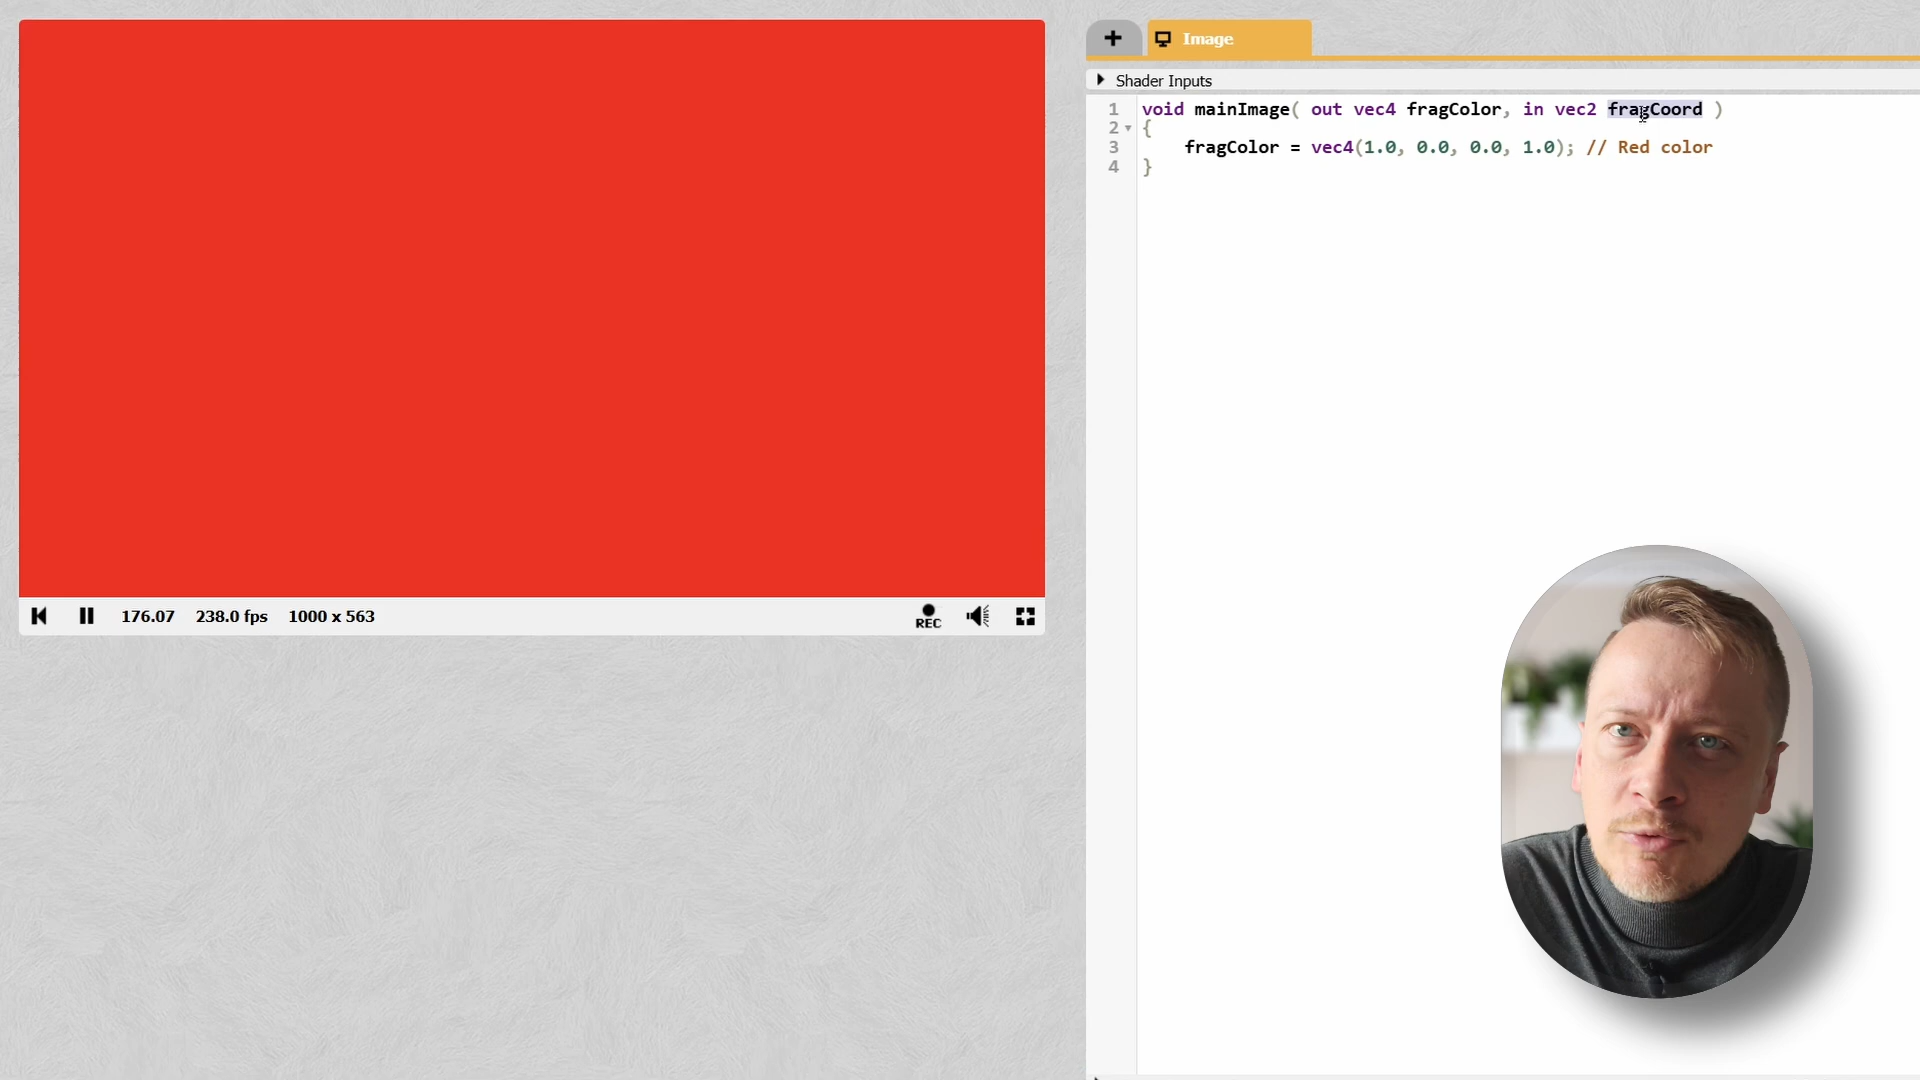 Image
Shader Inputs
1 void mainImage( out vec4 fragColor, in vec2 fragCoord )
2 {
3 fragColor = vec4(1.0, 0.0, 0.0, 1.0); // Red color
4 }
176.07 238.0 fps 1000 x 563 REC